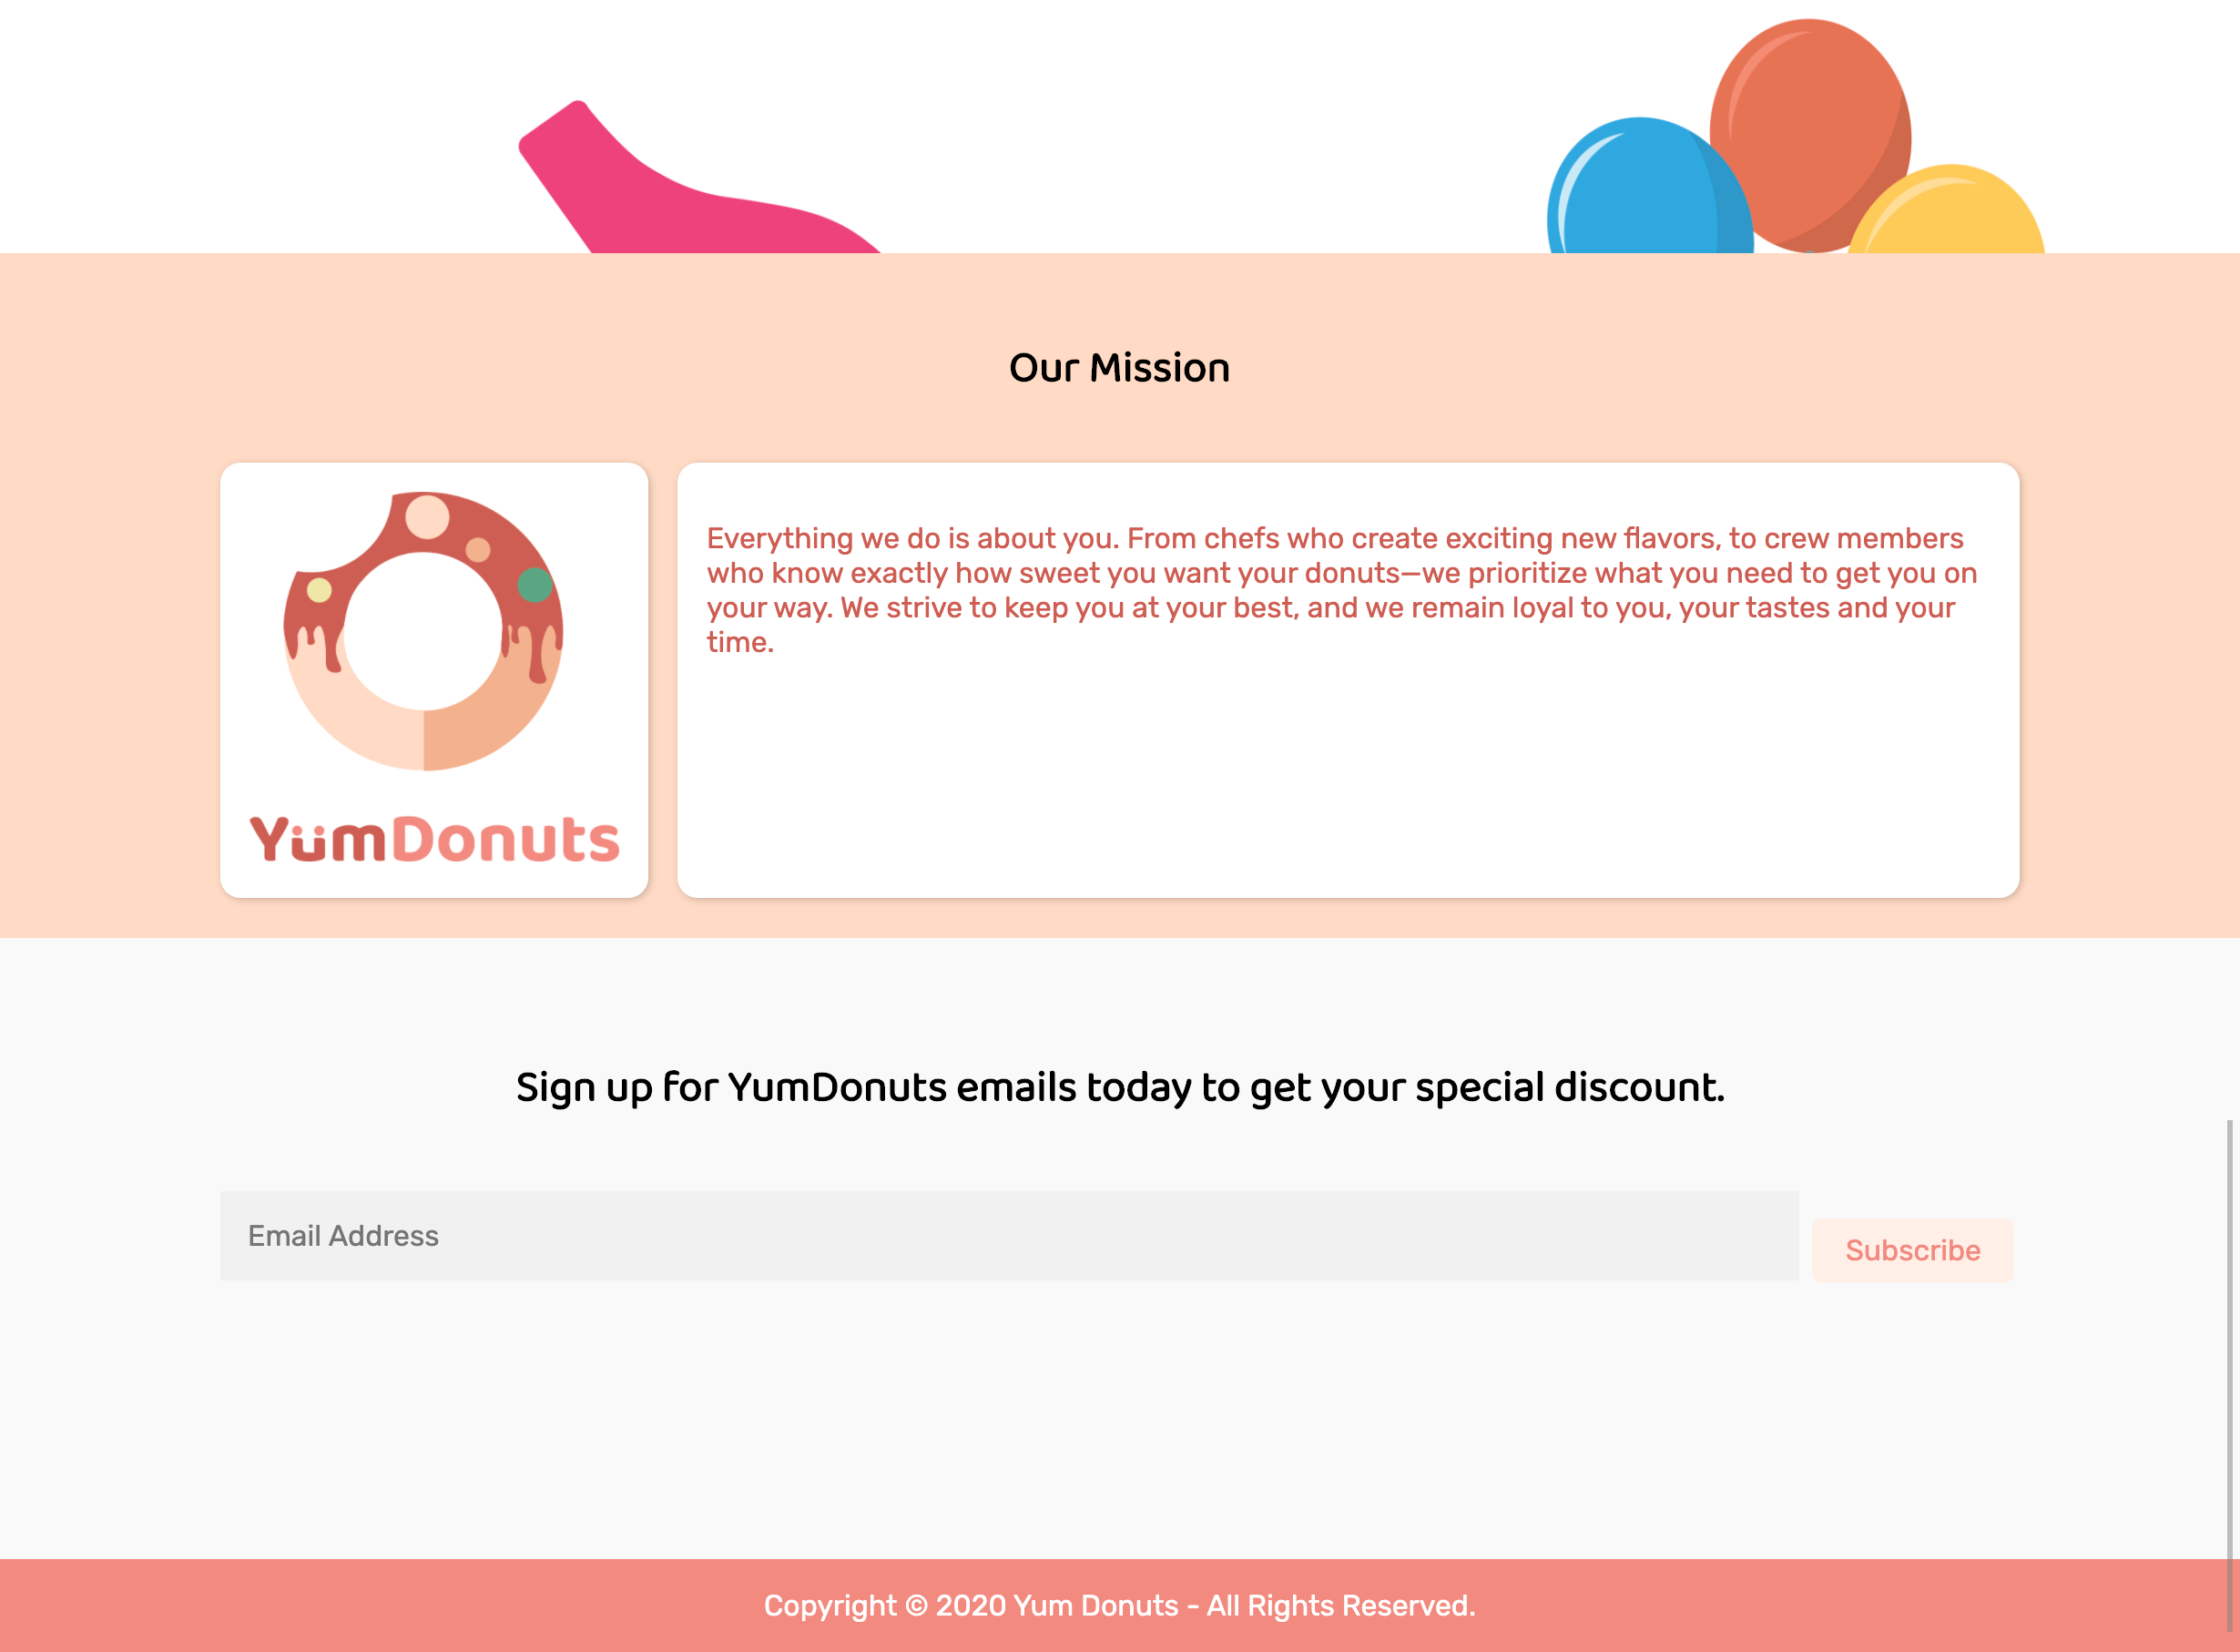 Our Mission
YümDonuts
Everything we do is about you. From chefs who create exciting new flavors, to crew members
who know exactly how sweet you want your donuts—we prioritize what you need to get you on
your way. We strive to keep you at your best, and we remain loyal to you, your tastes and your
time.
Sign up for YumDonuts emails today to get your special discount.
Email Address
Subscribe
Copyright © 2020 Yum Donuts - All Rights Reserved.